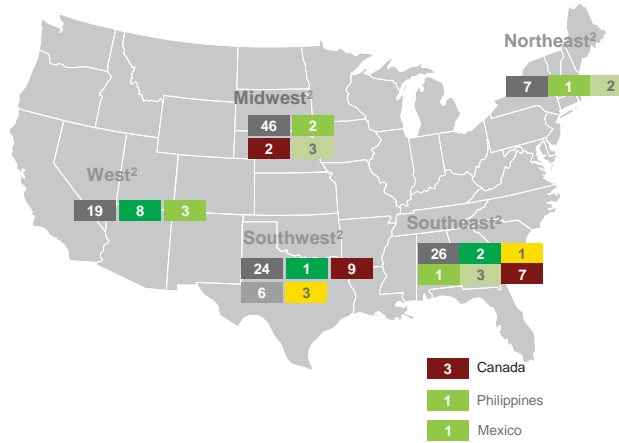 Northeast²
7 1 2
Midwest²
46 2
2 3
West²
19 8 3
Southwest²
24 1 9
6 3
Southeast²
26 2 1
1 3 7
3 Canada
1 Philippines
1 Mexico